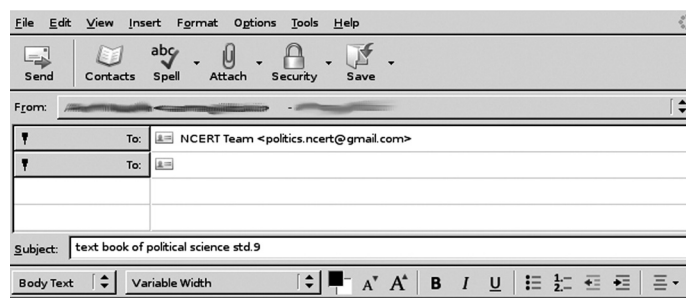 File Edit View Insert Format Options Tools Help
Send Contacts Spell Attach Security Save
From:
To: NCERT Team <politics.ncert@gmail.com>
To:
Subject: text book of political science std.9
Body Text Variable Width A A B I U